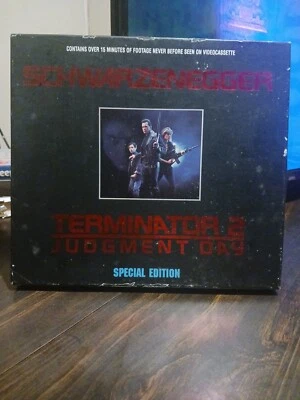 CONTAINS OVER 15 MINUTES OF FOOTAGE NEVER BEFORE SEEN ON VIDEOCASSETTE
SCHWARZENEGGER
TERMINATOR 2
JUDGMENT DAY
SPECIAL EDITION